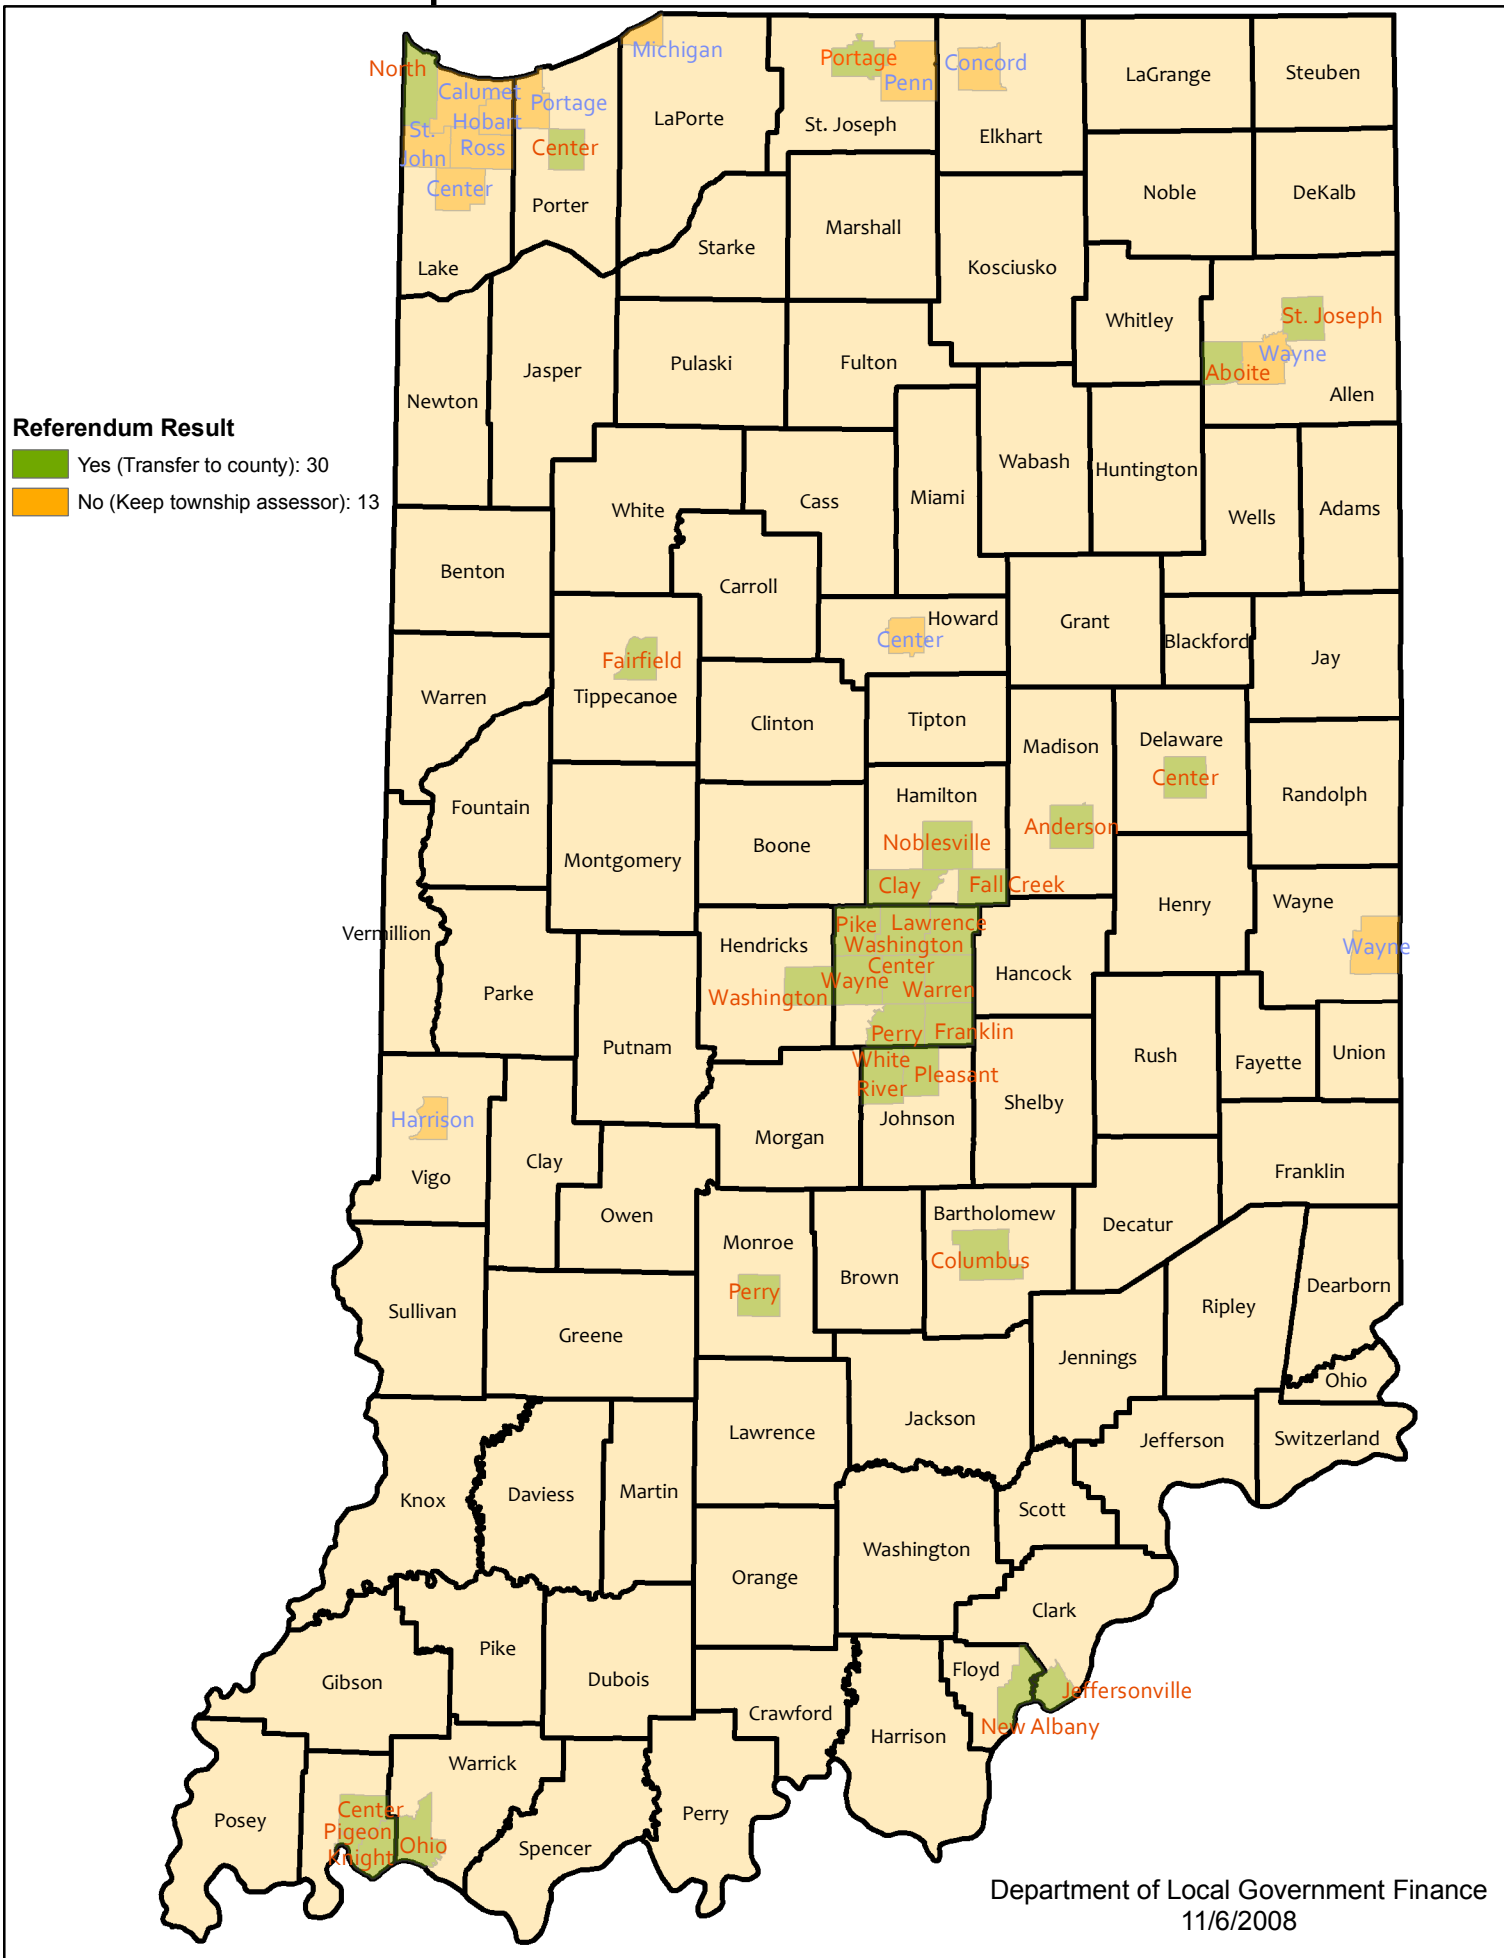 North
Michigan
Portage
Penn
Concord
LaGrange
Steuben
Calumet
Hobart
Portage
LaPorte
St. Joseph
Elkhart
St.
John
Ross
Center
Center
Porter
Noble
DeKalb
Marshall
Starke
Lake
Kosciusko
Whitley
St. Joseph
Wayne
Aboite
Allen
Jasper
Pulaski
Fulton
Newton
Referendum Result
Yes (Transfer to county): 30
No (Keep township assessor): 13
White
Cass
Miami
Wabash
Huntington
Wells
Adams
Benton
Carroll
Howard
Center
Grant
Blackford
Jay
Fairfield
Tippecanoe
Warren
Clinton
Tipton
Madison
Delaware
Center
Randolph
Fountain
Montgomery
Boone
Hamilton
Noblesville
Anderson
Clay
Fall Creek
Henry
Wayne
Wayne
Vermillion
Hendricks
Pike
Lawrence
Washington
Center
Wayne
Warren
Washington
Hancock
Parke
Putnam
Perry
Franklin
White
River
Pleasant
Johnson
Shelby
Rush
Fayette
Union
Harrison
Vigo
Clay
Morgan
Franklin
Owen
Monroe
Perry
Brown
Bartholomew
Columbus
Decatur
Dearborn
Ripley
Sullivan
Greene
Jennings
Ohio
Lawrence
Jackson
Jefferson
Switzerland
Knox
Daviess
Martin
Scott
Washington
Orange
Clark
Pike
Gibson
Dubois
Floyd
Jeffersonville
New Albany
Crawford
Harrison
Warrick
Posey
Center
Pigeon
Knight
Ohio
Spencer
Perry
Department of Local Government Finance
11/6/2008